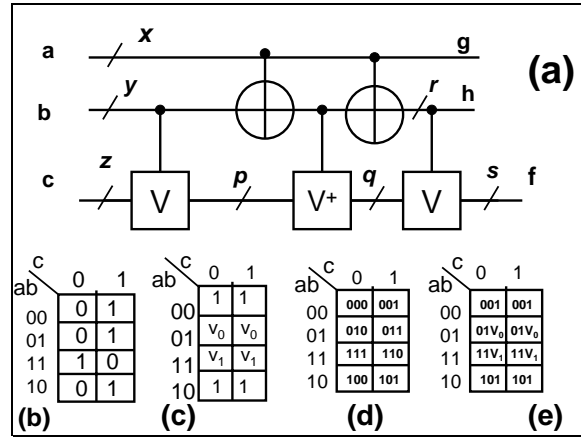 x
a
g
(a)
y
r
b
h
z
p
q
s
c
V
V+
V
f
c
0 1
ab
00 0 1
01 0 1
11 1 0
10 0 1
(b)
c
0 1
ab
00 1 1
01 V0 V0
11 V1 V1
10 1 1
(c)
c
0 1
ab
00 000 001
01 010 011
11 111 110
10 100 101
(d)
c
0 1
ab
00 001 001
01 01V0 01V0
11 11V1 11V1
10 101 101
(e)